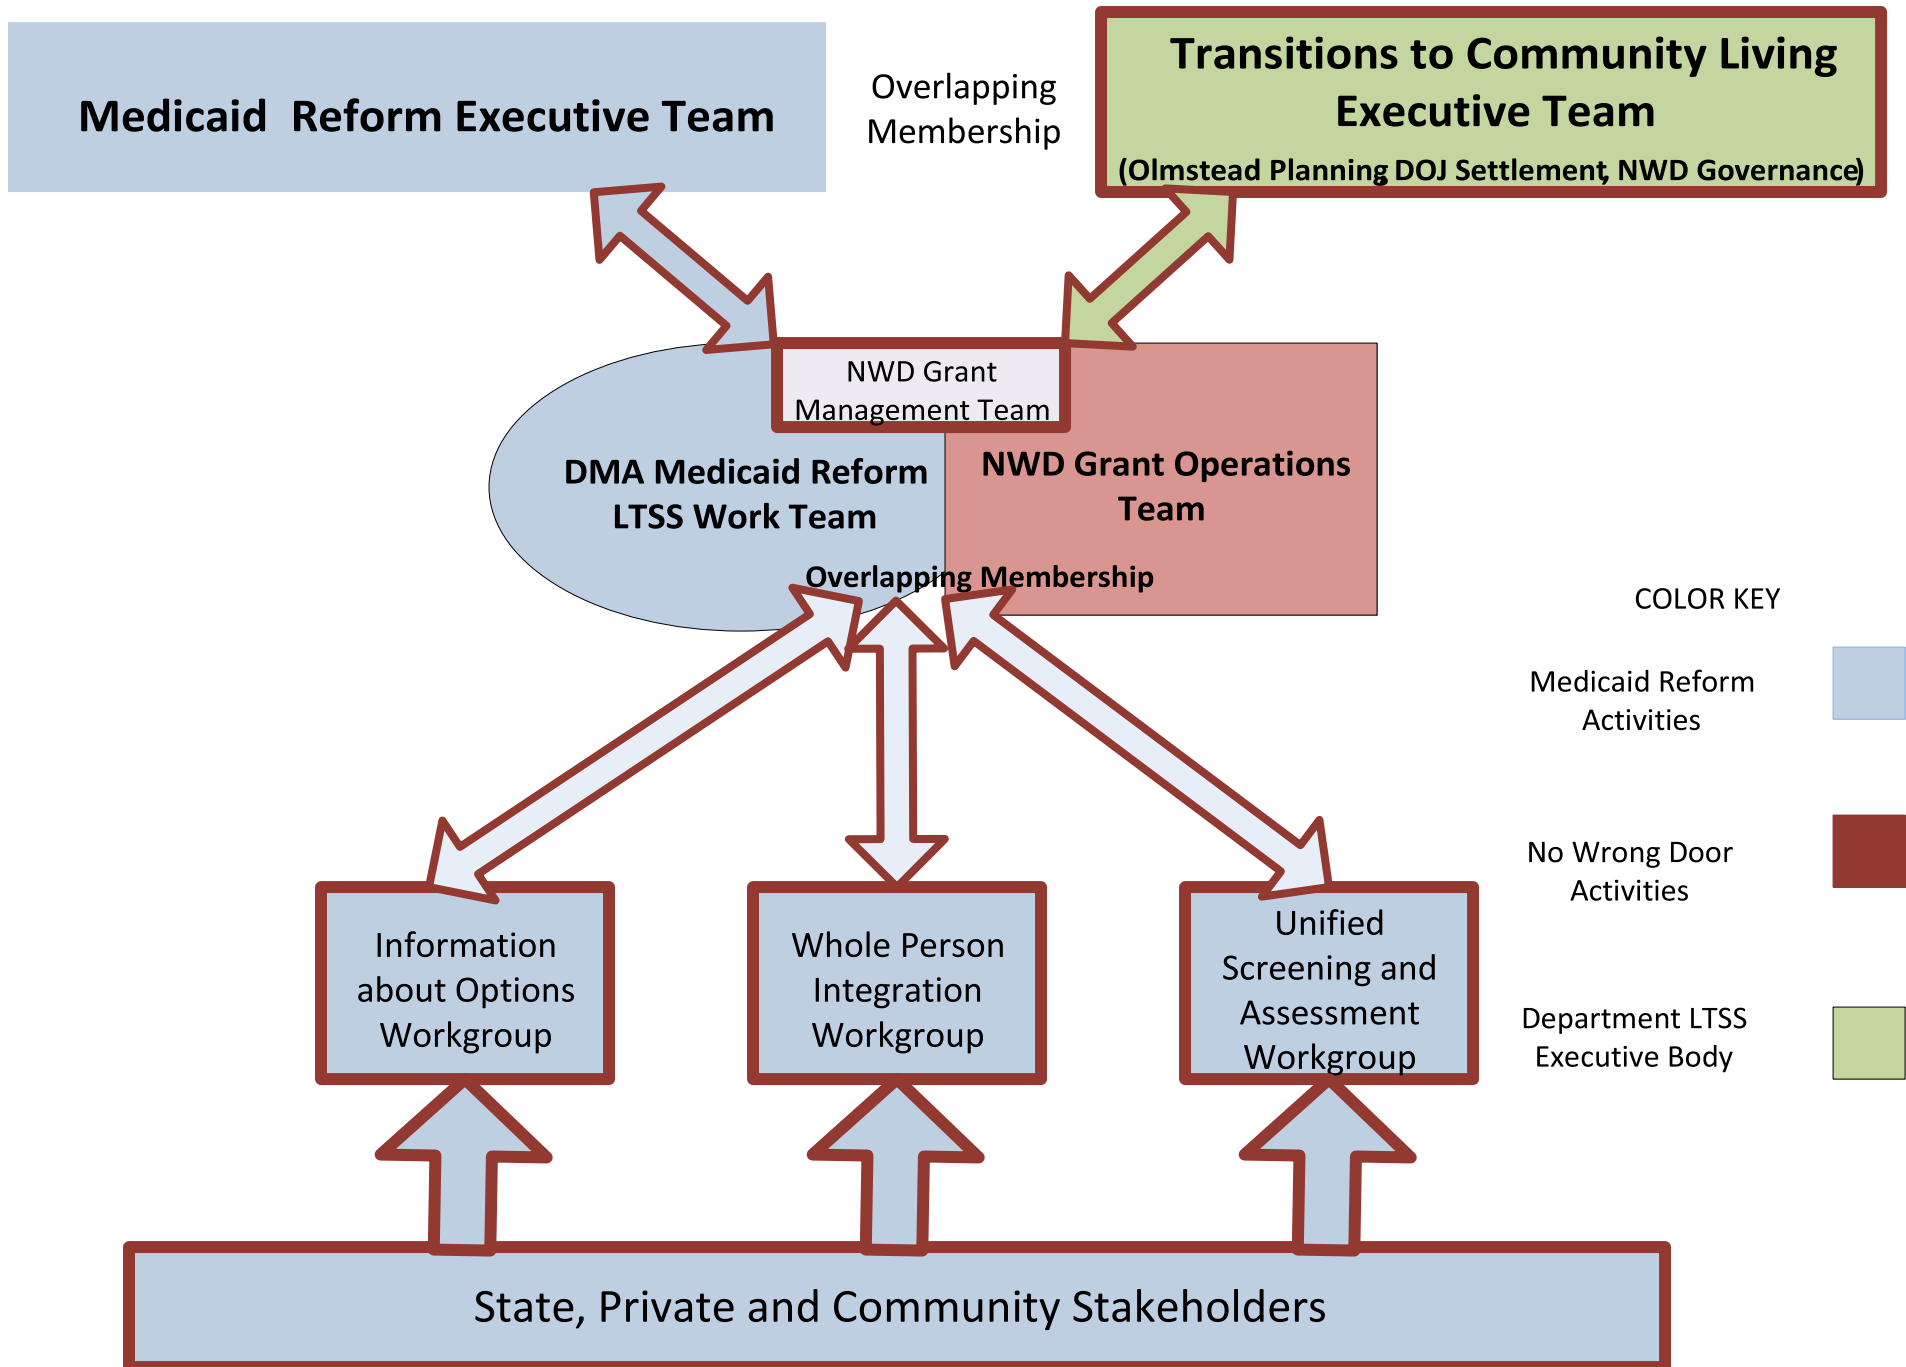 Medicaid  Reform Executive Team
Overlapping
Membership
Transitions to Community Living
Executive Team
(Olmstead Planning, DOJ Settlement, NWD Governance)
NWD Grant
Management Team
DMA Medicaid Reform
LTSS Work Team
NWD Grant Operations
Team
Overlapping Membership
COLOR KEY
Medicaid Reform
Activities
No Wrong Door
Activities
Department LTSS
Executive Body
Information
about Options
Workgroup
Whole Person
Integration
Workgroup
Unified
Screening and
Assessment
Workgroup
State, Private and Community Stakeholders